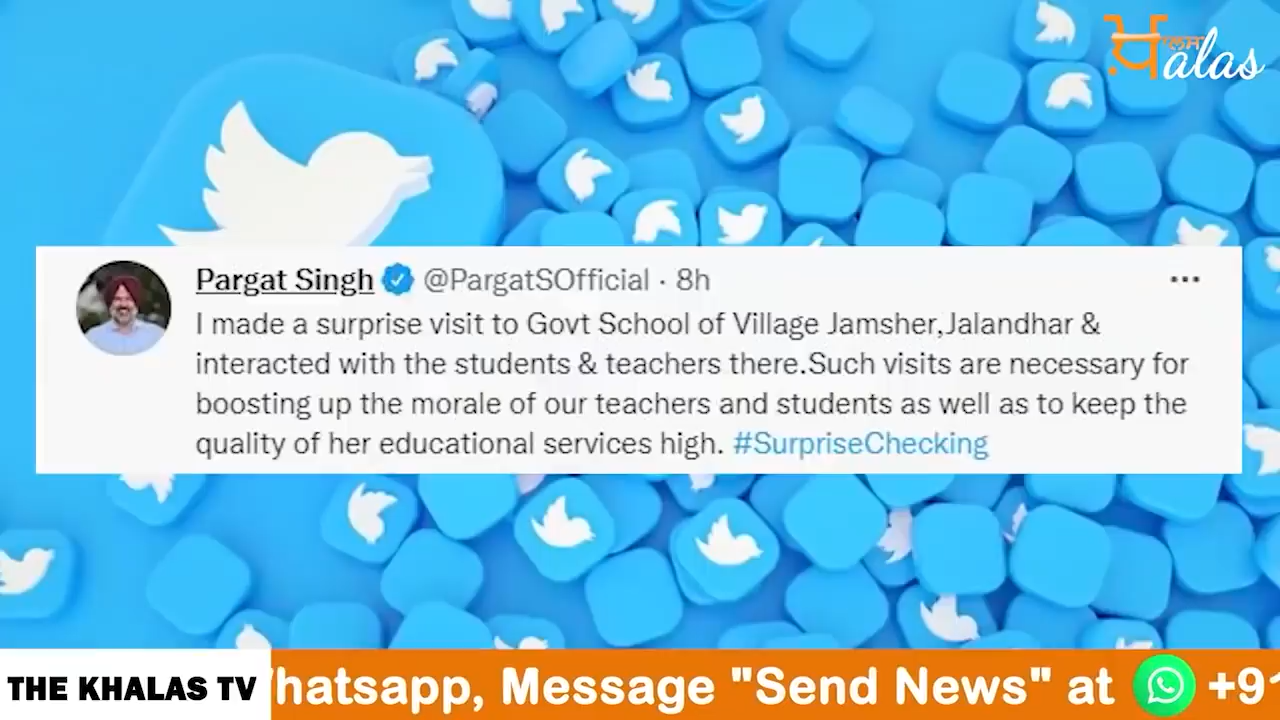 ਖ਼ਾਲਸ alas
Pargat Singh @PargatSOfficial · 8h
I made a surprise visit to Govt School of Village Jamsher,Jalandhar &
interacted with the students & teachers there.Such visits are necessary for
boosting up the morale of our teachers and students as well as to keep the
quality of her educational services high. #SurpriseChecking
THE KHALAS TV hatsapp, Message "Send News" at +91